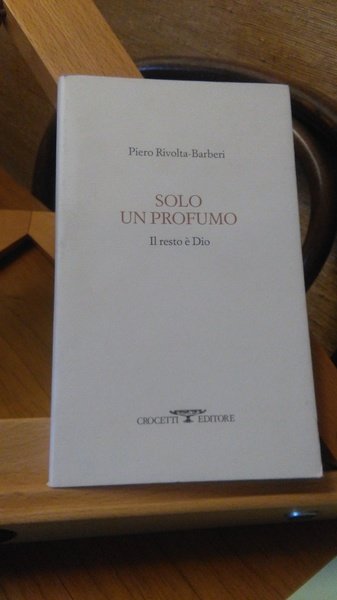 Piero Rivolta-Barberi
SOLO
UN PROFUMO
Il resto è Dio
CROCETTI EDITORE